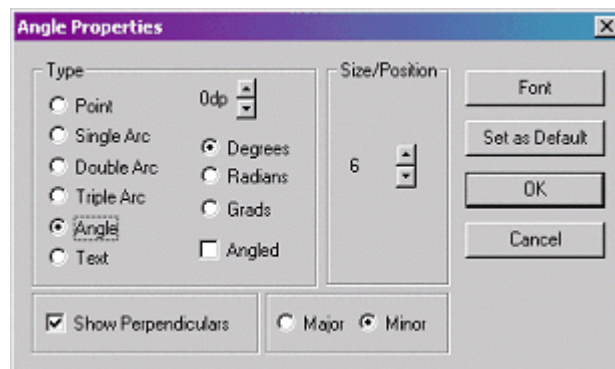 Angle Properties
Type
Point
Single Arc
Double Arc
Triple Arc
Angle
Text
0dp
Degrees
Radians
Grads
Angled
Size/Position
6
Font
Set as Default
OK
Cancel
Show Perpendiculars
Major
Minor